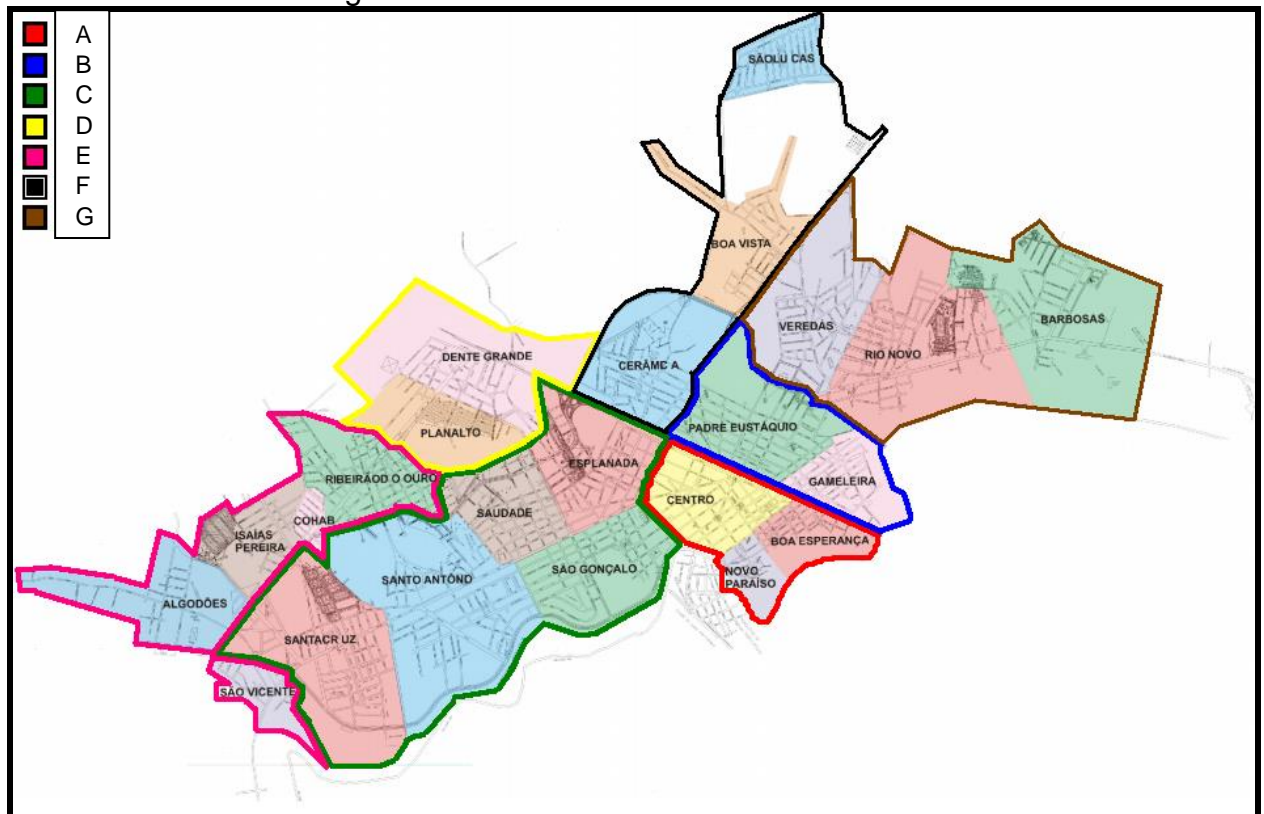 A
B
C
D
E
F
G
SÃOLU CAS
BOA VISTA
VEREDAS
BARBOSAS
RIO NOVO
DENTE GRANDE
CERÂMC A
PLANALTO
PADRE EUSTÁQUIO
ESPLANADA
RIBEIRÃOD O OURO
GAMELEIRA
CENTRO
SAUDADE
COHAB
ISAÍAS
PEREIRA
BOA ESPERANÇA
SÃO GONÇALO
NOVO
PARAÍSO
SANTO ANTÔNO
ALGODÕES
SANTACR UZ
SÃO VICENTE